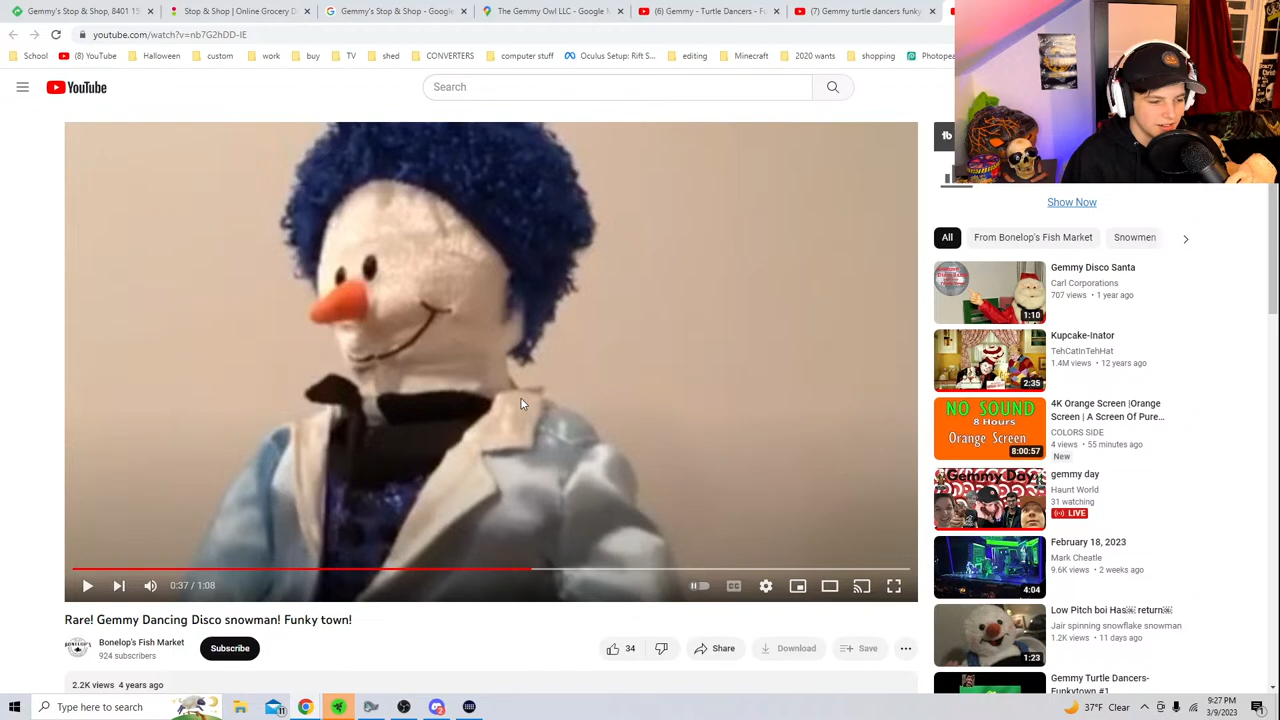 Gemmy's Stop & Shop, 8401 15
Stop & Shop | Online Grocery D
Gemmy's Stop & Shop - Google
The Gemmy Owl LLC - Google
(6) Gemmy - Turtle Dancers - F
(7) Gemmy turtle dancers funky
youtube.com/watch?v=nb7G2hDD-IE
School
(8) YouTube
Halloween
custom
work
buy
shed
CONVERTERS
computer stuff
Oculus Setup: Rift S...
editing
Minecraft
2020 wants
shopping
Photopea
YouTube
Search
tb
Show Now
All
From Bonelop's Fish Market
Snowmen
Gemmy Disco Santa
Carl Corporations
707 views • 1 year ago
1:10
Kupcake-Inator
TehCatInTehHat
1.4M views • 12 years ago
2:35
NO SOUND
8 Hours
Orange Screen
8:00:57
4K Orange Screen |Orange
Screen | A Screen Of Pure...
COLORS SIDE
4 views • 55 minutes ago
New
Gemmy Day
gemmy day
Haunt World
31 watching
LIVE
February 18, 2023
Mark Cheatle
9.6K views • 2 weeks ago
4:04
0:37 / 1:08
Rare! Gemmy Dancing Disco snowman! Funky town!
Bonelop's Fish Market
924 subscribers
Subscribe
34
Share
Download
Save
2.2K views 4 years ago
Low Pitch boi Has return
Jair spinning snowflake snowman
1.2K views • 11 days ago
1:23
Gemmy Turtle Dancers-
Funkytown #1
Type here to search
11
2
37°F Clear
9:27 PM
3/9/2023
1